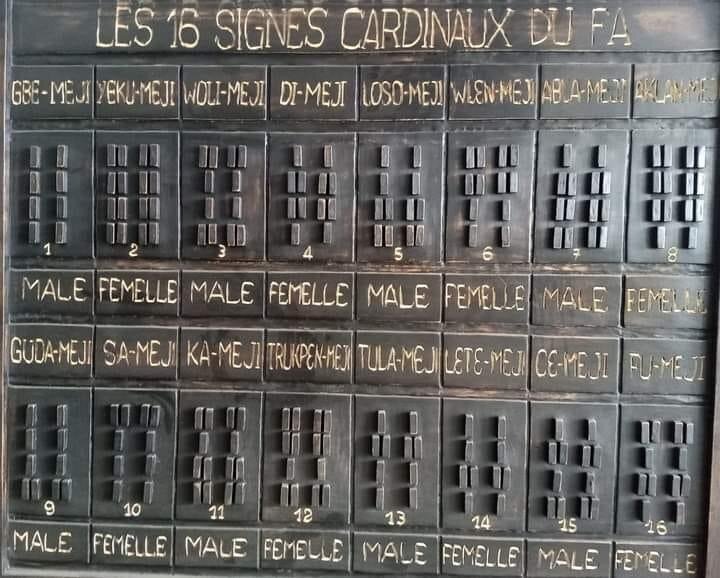 LES 16 SIGNES CARDINAUX DU FA
GBE-MEJI YEKU-MEJI WOLI-MEJI DI-MEJI LOSO-MEJI WLEN-MEJI ABLA-MEJI AKLAN-MEJI
1 2 3 4 5 6 7 8
MALE FEMELLE MALE FEMELLE MALE FEMELLE MALE FEMELLE
GUDA-MEJI SA-MEJI KA-MEJI TRUKPEN-MEJI TULA-MEJI LETE-MEJI CE-MEJI FU-MEJI
9 10 11 12 13 14 15 16
MALE FEMELLE MALE FEMELLE MALE FEMELLE MALE FEMELLE